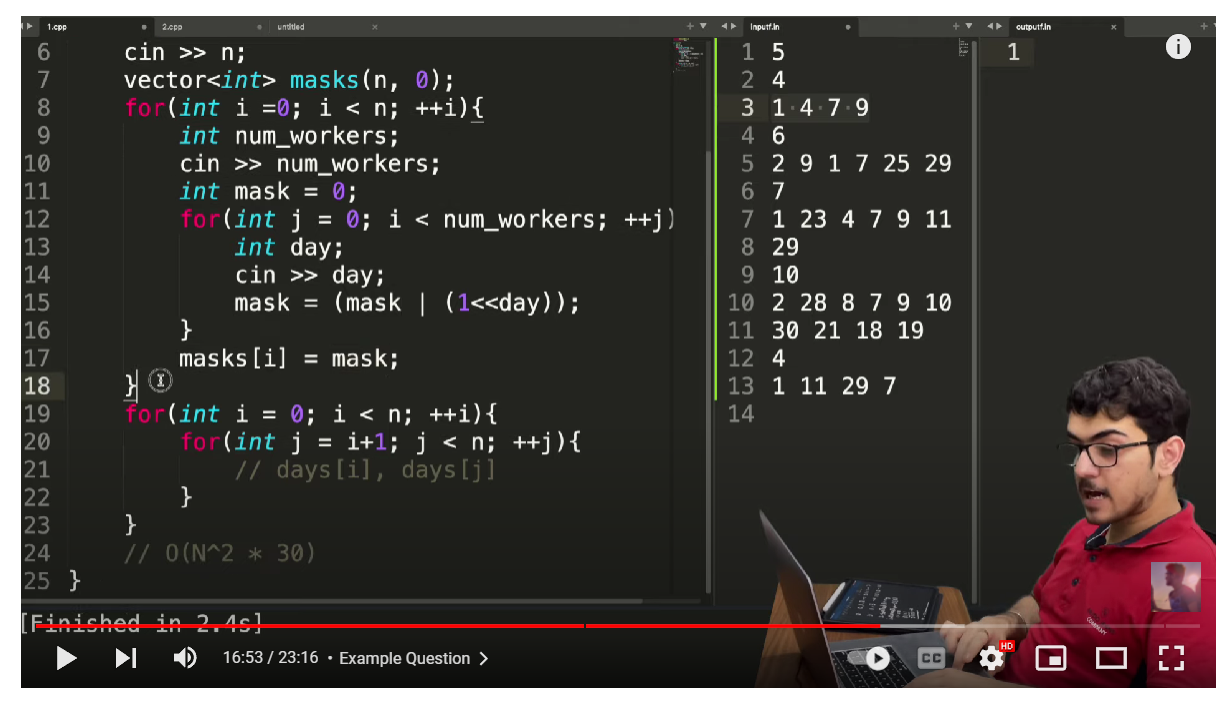 1.cpp
2.cpp
untitled
inputf.in
outputf.in
6 cin >> n;
7 vector<int> masks(n, 0);
8 for(int i =0; i < n; ++i){
9 int num_workers;
10 cin >> num_workers;
11 int mask = 0;
12 for(int j = 0; i < num_workers; ++j)
13 int day;
14 cin >> day;
15 mask = (mask | (1<<day));
16 }
17 masks[i] = mask;
18 }
19 for(int i = 0; i < n; ++i){
20 for(int j = i+1; j < n; ++j){
21 // days[i], days[j]
22 }
23 }
24 // O(N^2 * 30)
25 }
1 5
2 4
3 1·4·7·9
4 6
5 2 9 1 7 25 29
6 7
7 1 23 4 7 9 11
8 29
9 10
10 2 28 8 7 9 10
11 30 21 18 19
12 4
13 1 11 29 7
14
1
[Finished in 2.4s]
16:53 / 23:16 • Example Question
CC
HD